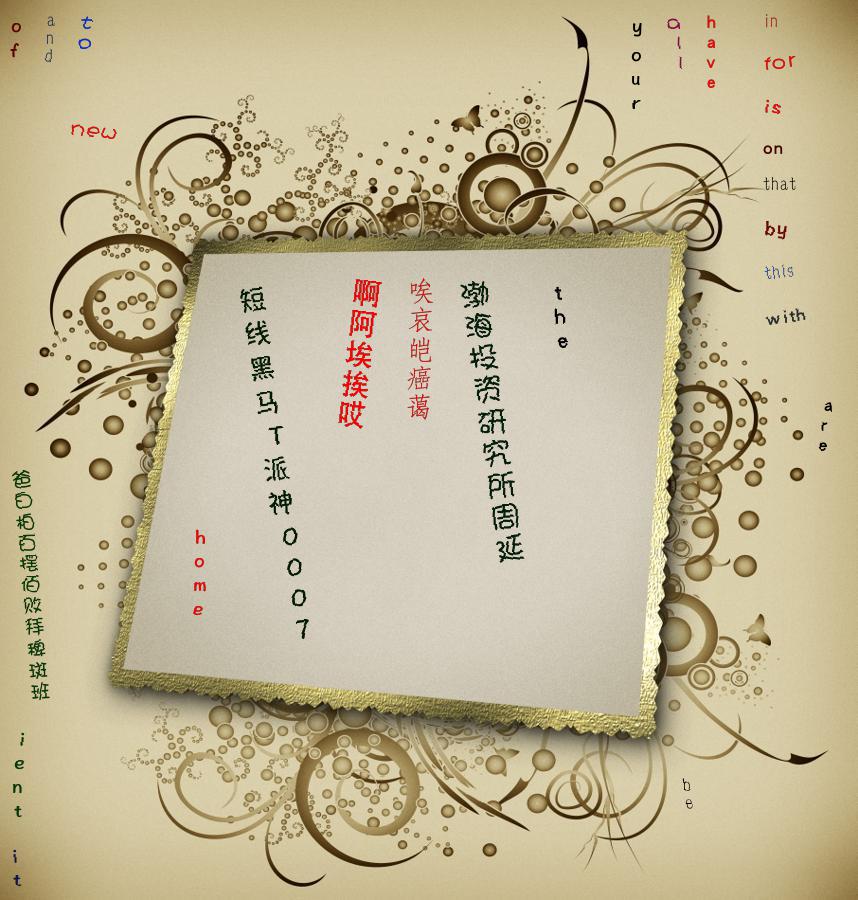 of
and
to
new
your
all
have
in
for
is
on
that
by
this
with
are
短线黑马T派神0007
啊阿埃挨哎
唉哀皑癌蔼
渤海投资研究所周延
the
home
爸白柏百摆佰败拜稗斑班
ient
it
be